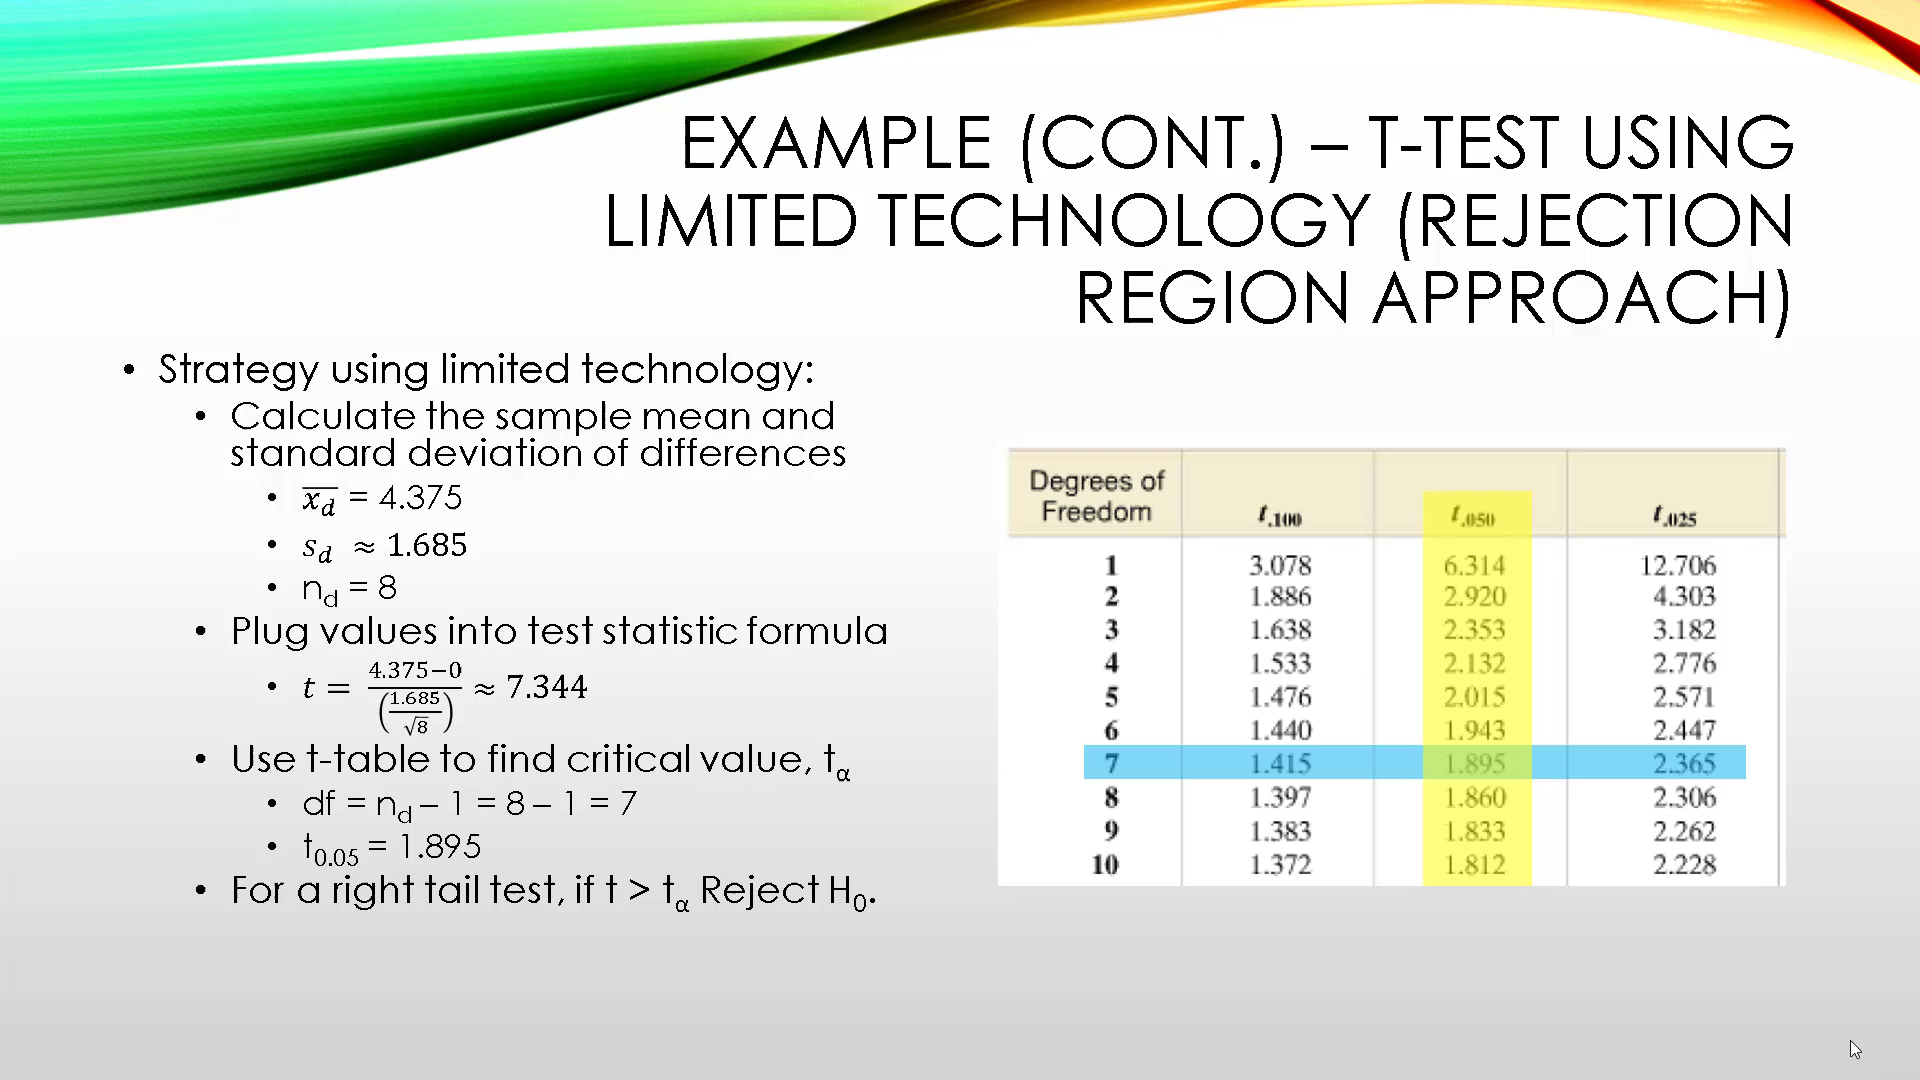 EXAMPLE (CONT.) – T-TEST USING
LIMITED TECHNOLOGY (REJECTION
REGION APPROACH)
• Strategy using limited technology:
• Calculate the sample mean and
standard deviation of differences
• x̅_d = 4.375
• s_d ≈ 1.685
• n_d = 8
• Plug values into test statistic formula
• t = (4.375−0)/(1.685/√8) ≈ 7.344
• Use t-table to find critical value, t_α
• df = n_d – 1 = 8 – 1 = 7
• t_0.05 = 1.895
• For a right tail test, if t > t_α Reject H_0.
Degrees of
Freedom t.100 t.050 t.025
1 3.078 6.314 12.706
2 1.886 2.920 4.303
3 1.638 2.353 3.182
4 1.533 2.132 2.776
5 1.476 2.015 2.571
6 1.440 1.943 2.447
7 1.415 1.895 2.365
8 1.397 1.860 2.306
9 1.383 1.833 2.262
10 1.372 1.812 2.228